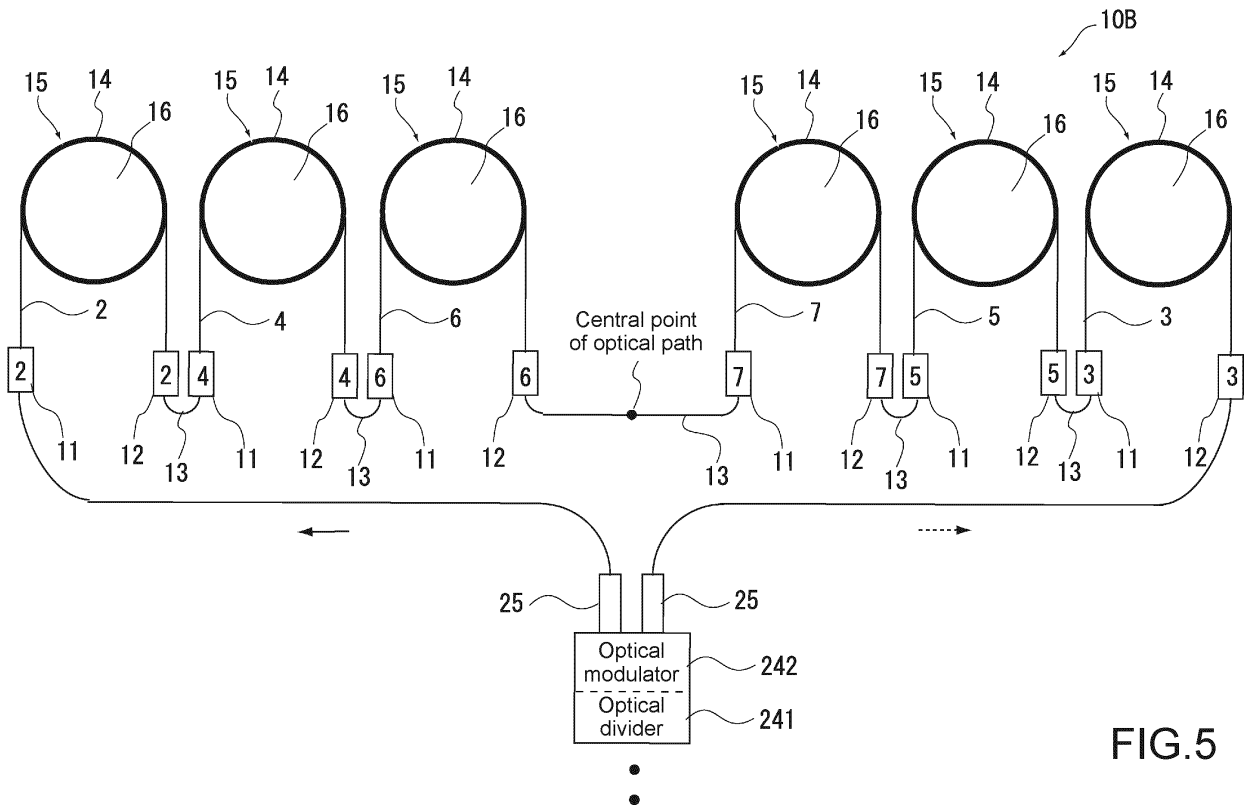 10B
15 14 15 14 15 14 15 14 15 14 15 14
16 16 16 16 16 16
2 4 6 7 5 3
Central point
of optical path
2 2 4 4 6 6 7 7 5 5 3 3
11 12 13 11 12 13 11 12 13 11 12 13 11 12 13 11 12
25 25
Optical
modulator
242
Optical
divider
241
FIG.5